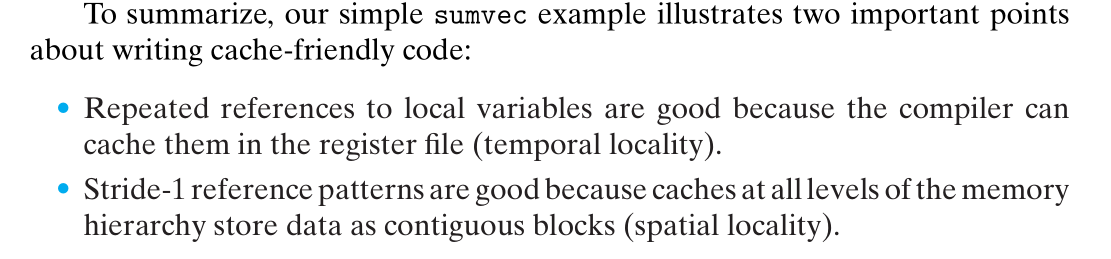 To summarize, our simple sumvec example illustrates two important points
about writing cache-friendly code:
• Repeated references to local variables are good because the compiler can
cache them in the register file (temporal locality).
• Stride-1 reference patterns are good because caches at all levels of the memory
hierarchy store data as contiguous blocks (spatial locality).